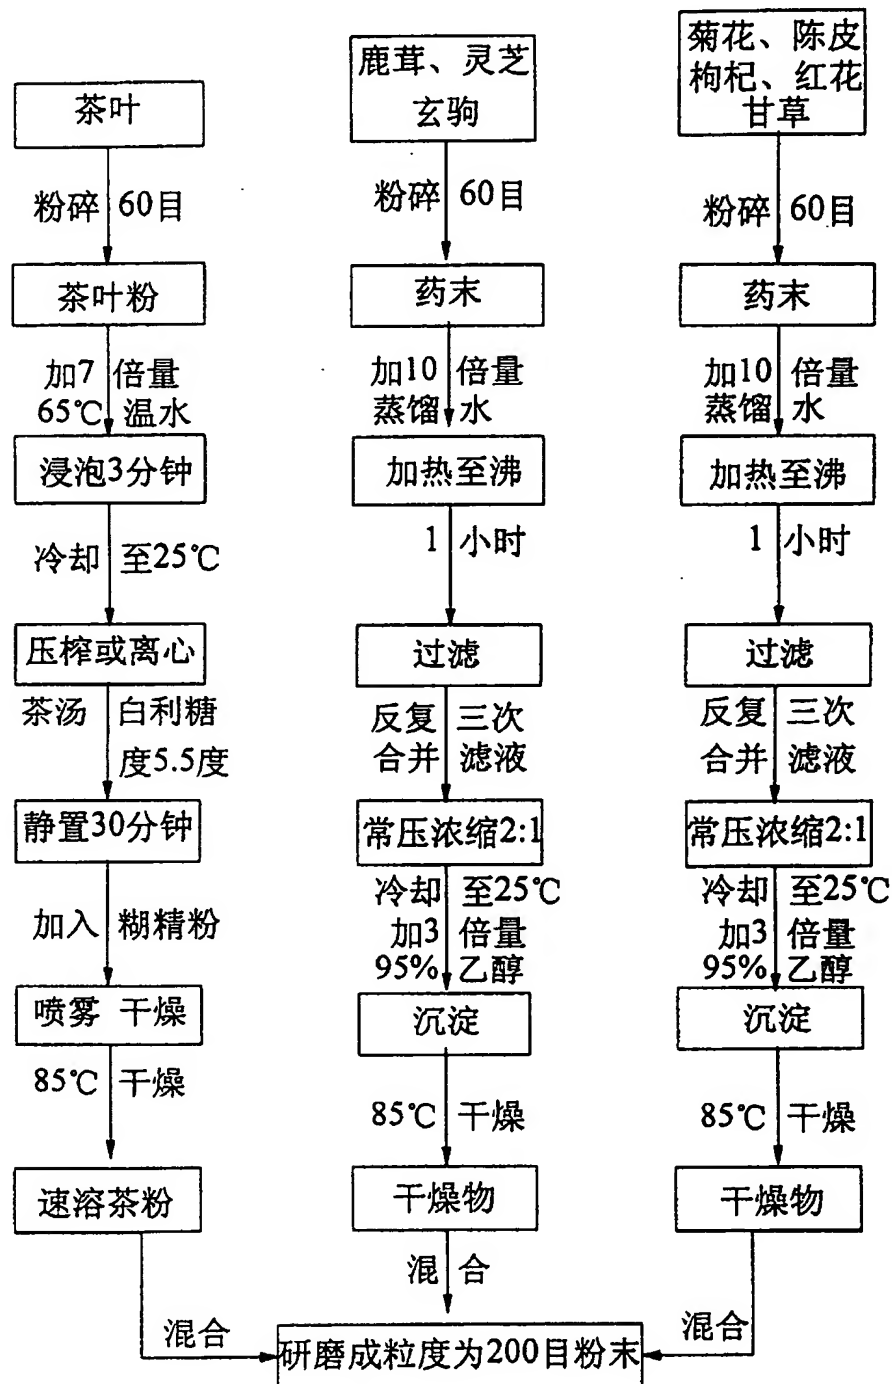 茶叶
粉碎 60目
茶叶粉
加7 倍量
65℃ 温水
浸泡3分钟
冷却 至25℃
压榨或离心
茶汤 白利糖
度5.5度
静置30分钟
加入 糊精粉
喷雾 干燥
85℃ 干燥
速溶茶粉
混合
鹿茸、灵芝
玄驹
粉碎 60目
药末
加10 倍量
蒸馏 水
加热至沸
1 小时
过滤
反复 三次
合并 滤液
常压浓缩2:1
冷却 至25℃
加3 倍量
95% 乙醇
沉淀
85℃ 干燥
干燥物
混 合
菊花、陈皮
枸杞、红花
甘草
粉碎 60目
药末
加10 倍量
蒸馏 水
加热至沸
1 小时
过滤
反复 三次
合并 滤液
常压浓缩2:1
冷却 至25℃
加3 倍量
95% 乙醇
沉淀
85℃ 干燥
干燥物
混合
研磨成粒度为200目粉末